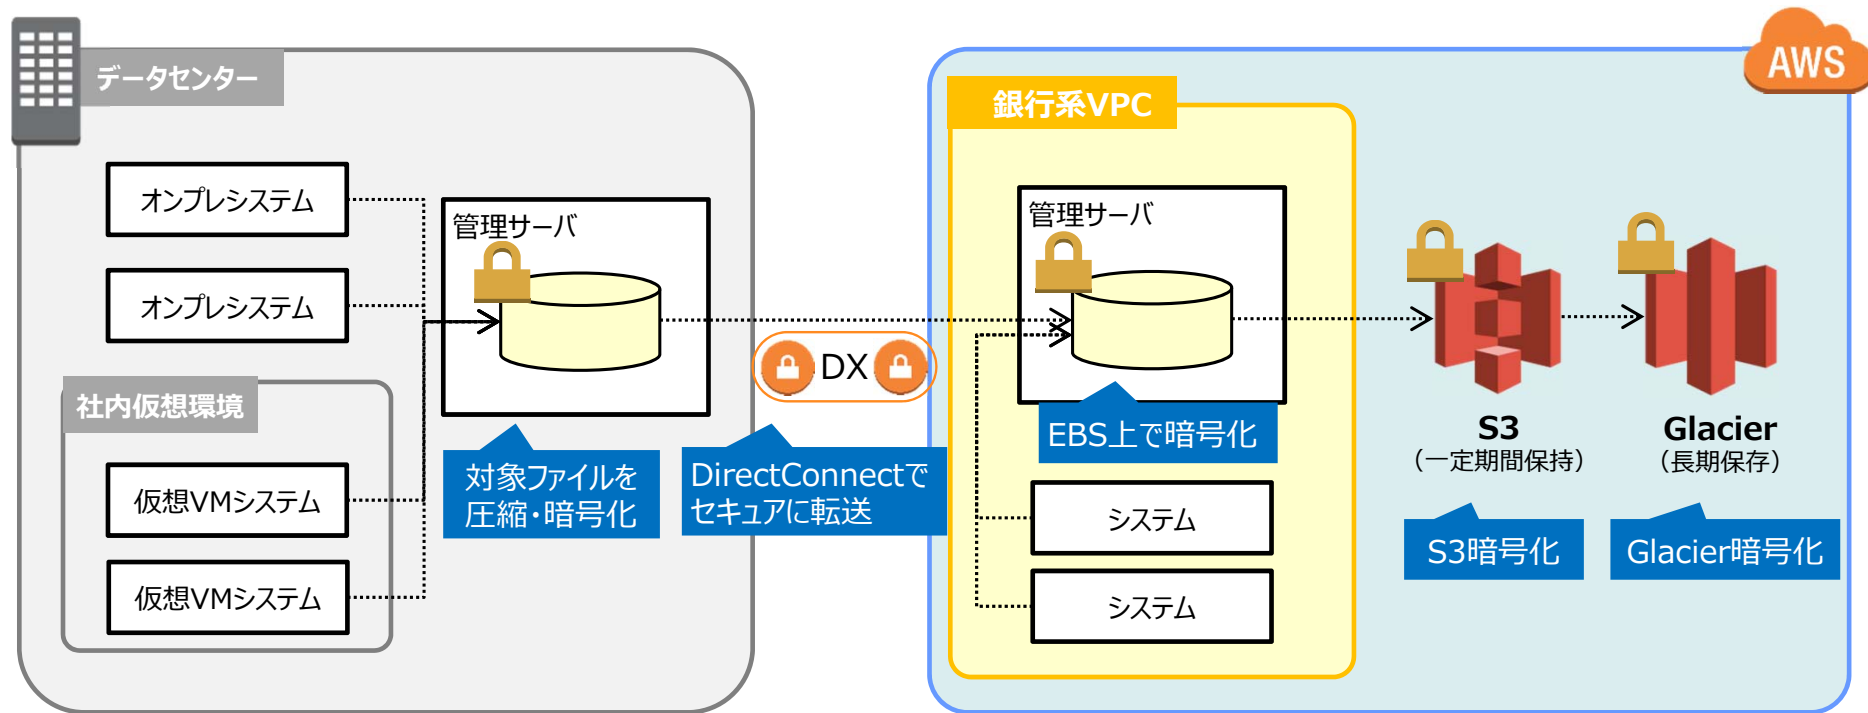 データセンター
オンプレシステム
オンプレシステム
社内仮想環境
仮想VMシステム
仮想VMシステム
管理サーバ
対象ファイルを
圧縮・暗号化
DX
DirectConnectで
セキュアに転送
AWS
銀行系VPC
管理サーバ
EBS上で暗号化
システム
システム
S3
（一定期間保持）
S3暗号化
Glacier
（長期保存）
Glacier暗号化